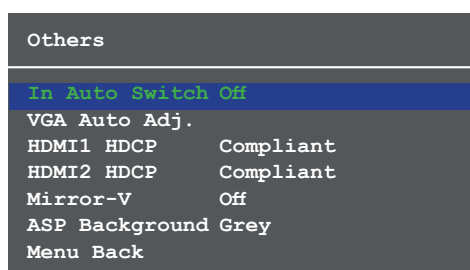 Others
In Auto Switch Off
VGA Auto Adj.
HDMI1 HDCP Compliant
HDMI2 HDCP Compliant
Mirror-V Off
ASP Background Grey
Menu Back